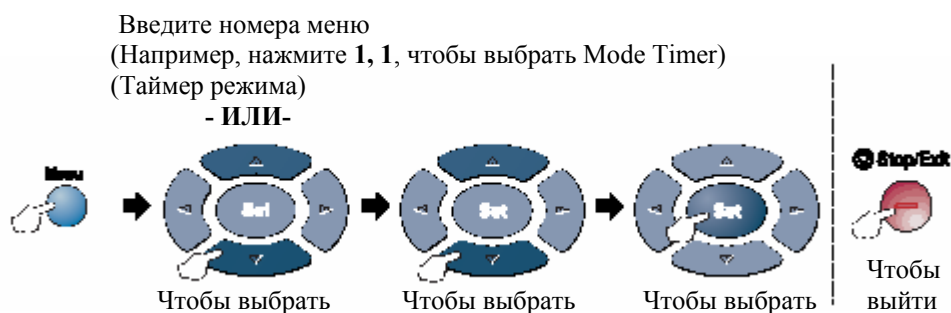 Введите номера меню
(Например, нажмите 1, 1, чтобы выбрать Mode Timer)
(Таймер режима)
- ИЛИ-
Menu
Set
Set
Set
Stop/Exit
Чтобы выбрать
Чтобы выбрать
Чтобы выбрать
Чтобы
выйти